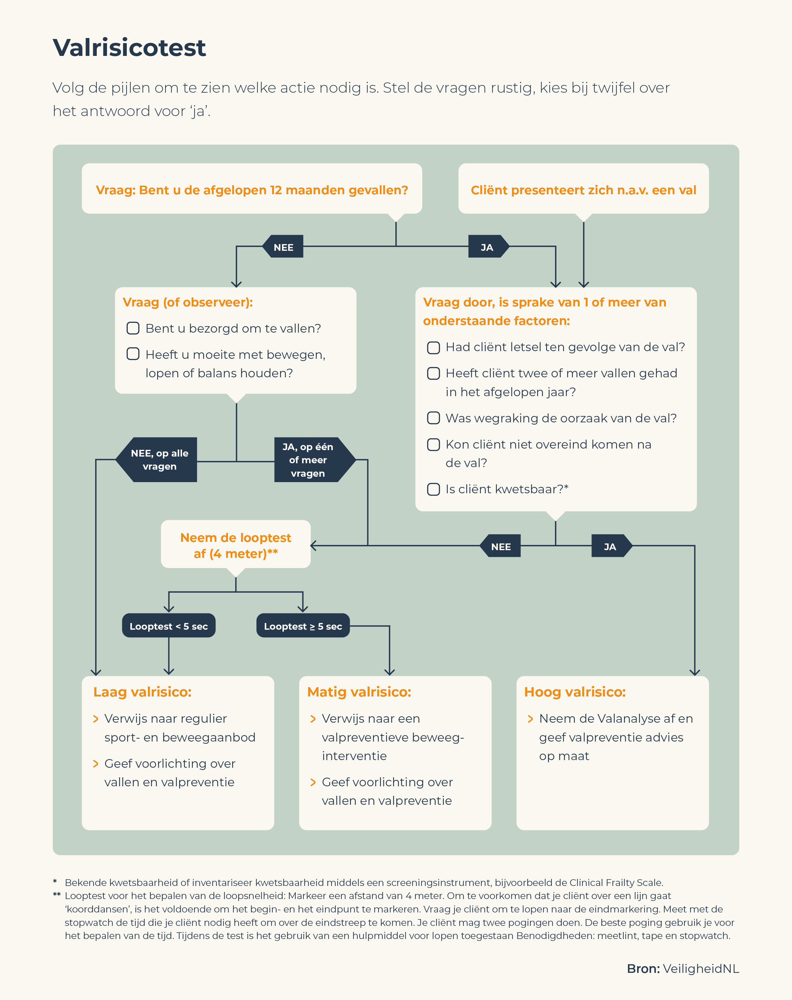 Valrisicotest
Volg de pijlen om te zien welke actie nodig is. Stel de vragen rustig, kies bij twijfel over
het antwoord voor ‘ja’.
Vraag: Bent u de afgelopen 12 maanden gevallen?
Cliënt presenteert zich n.a.v. een val
NEE
JA
Vraag (of observeer):
Bent u bezorgd om te vallen?
Heeft u moeite met bewegen,
lopen of balans houden?
Vraag door, is sprake van 1 of meer van
onderstaande factoren:
Had cliënt letsel ten gevolge van de val?
Heeft cliënt twee of meer vallen gehad
in het afgelopen jaar?
Was wegraking de oorzaak van de val?
Kon cliënt niet overeind komen na
de val?
Is cliënt kwetsbaar?*
NEE, op alle
vragen
JA, op één
of meer
vragen
Neem de looptest
af (4 meter)**
NEE
JA
Looptest < 5 sec
Looptest ≥ 5 sec
Laag valrisico:
> Verwijs naar regulier
sport- en beweegaanbod
> Geef voorlichting over
vallen en valpreventie
Matig valrisico:
> Verwijs naar een
valpreventieve beweeg-
interventie
> Geef voorlichting over
vallen en valpreventie
Hoog valrisico:
> Neem de Valanalyse af en
geef valpreventie advies
op maat
* Bekende kwetsbaarheid of inventariseer kwetsbaarheid middels een screeningsinstrument, bijvoorbeeld de Clinical Frailty Scale.
** Looptest voor het bepalen van de loopsnelheid: Markeer een afstand van 4 meter. Om te voorkomen dat je cliënt over een lijn gaat
‘koorddansen’, is het voldoende om het begin- en het eindpunt te markeren. Vraag je cliënt om te lopen naar de eindmarkering. Meet met de
stopwatch de tijd die je cliënt nodig heeft om over de eindstreep te komen. Je cliënt mag twee pogingen doen. De beste poging gebruik je voor
het bepalen van de tijd. Tijdens de test is het gebruik van een hulpmiddel voor lopen toegestaan Benodigdheden: meetlint, tape en stopwatch.
Bron: VeiligheidNL